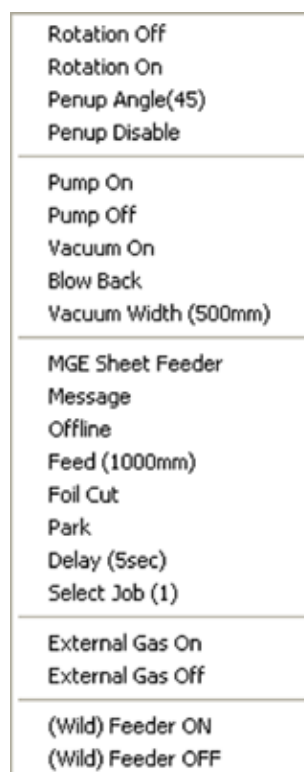 Rotation Off
Rotation On
Penup Angle(45)
Penup Disable
Pump On
Pump Off
Vacuum On
Blow Back
Vacuum Width (500mm)
MGE Sheet Feeder
Message
Offline
Feed (1000mm)
Foil Cut
Park
Delay (5sec)
Select Job (1)
External Gas On
External Gas Off
(Wild) Feeder ON
(Wild) Feeder OFF